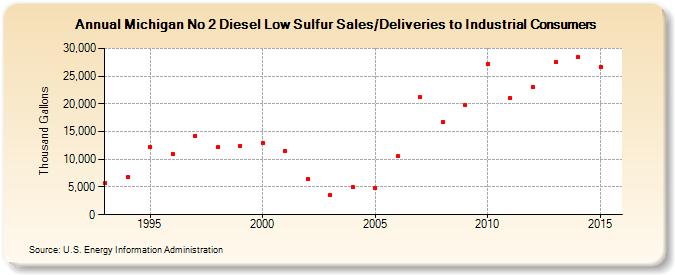 Annual Michigan No 2 Diesel Low Sulfur Sales/Deliveries to Industrial Consumers
Thousand Gallons
30,000
25,000
20,000
15,000
10,000
5,000
0
1995 2000 2005 2010 2015
Source: U.S. Energy Information Administration